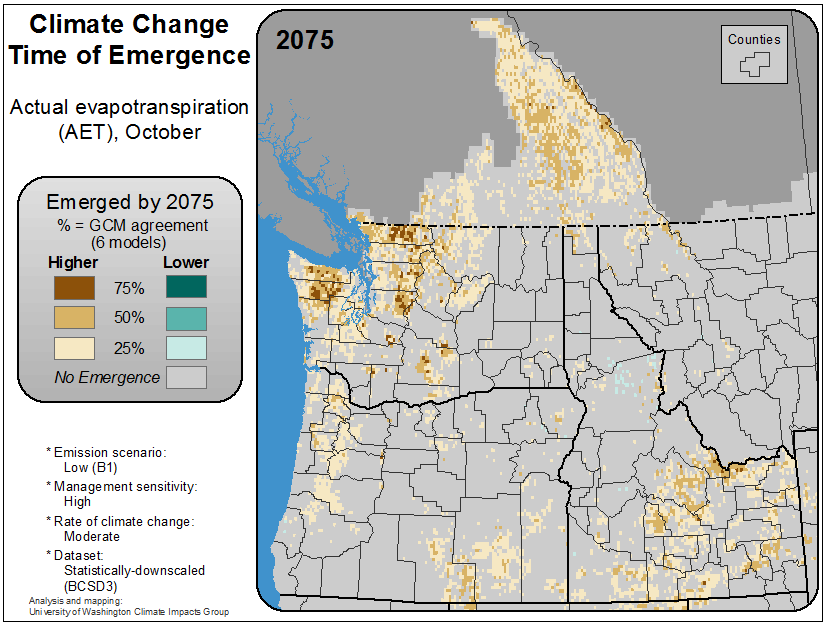 Climate Change
Time of Emergence
Actual evapotranspiration
(AET), October
Emerged by 2075
% = GCM agreement
(6 models)
Higher Lower
75%
50%
25%
No Emergence
* Emission scenario:
Low (B1)
* Management sensitivity:
High
* Rate of climate change:
Moderate
* Dataset:
Statistically-downscaled
(BCSD3)
Analysis and mapping:
University of Washington Climate Impacts Group
2075
Counties